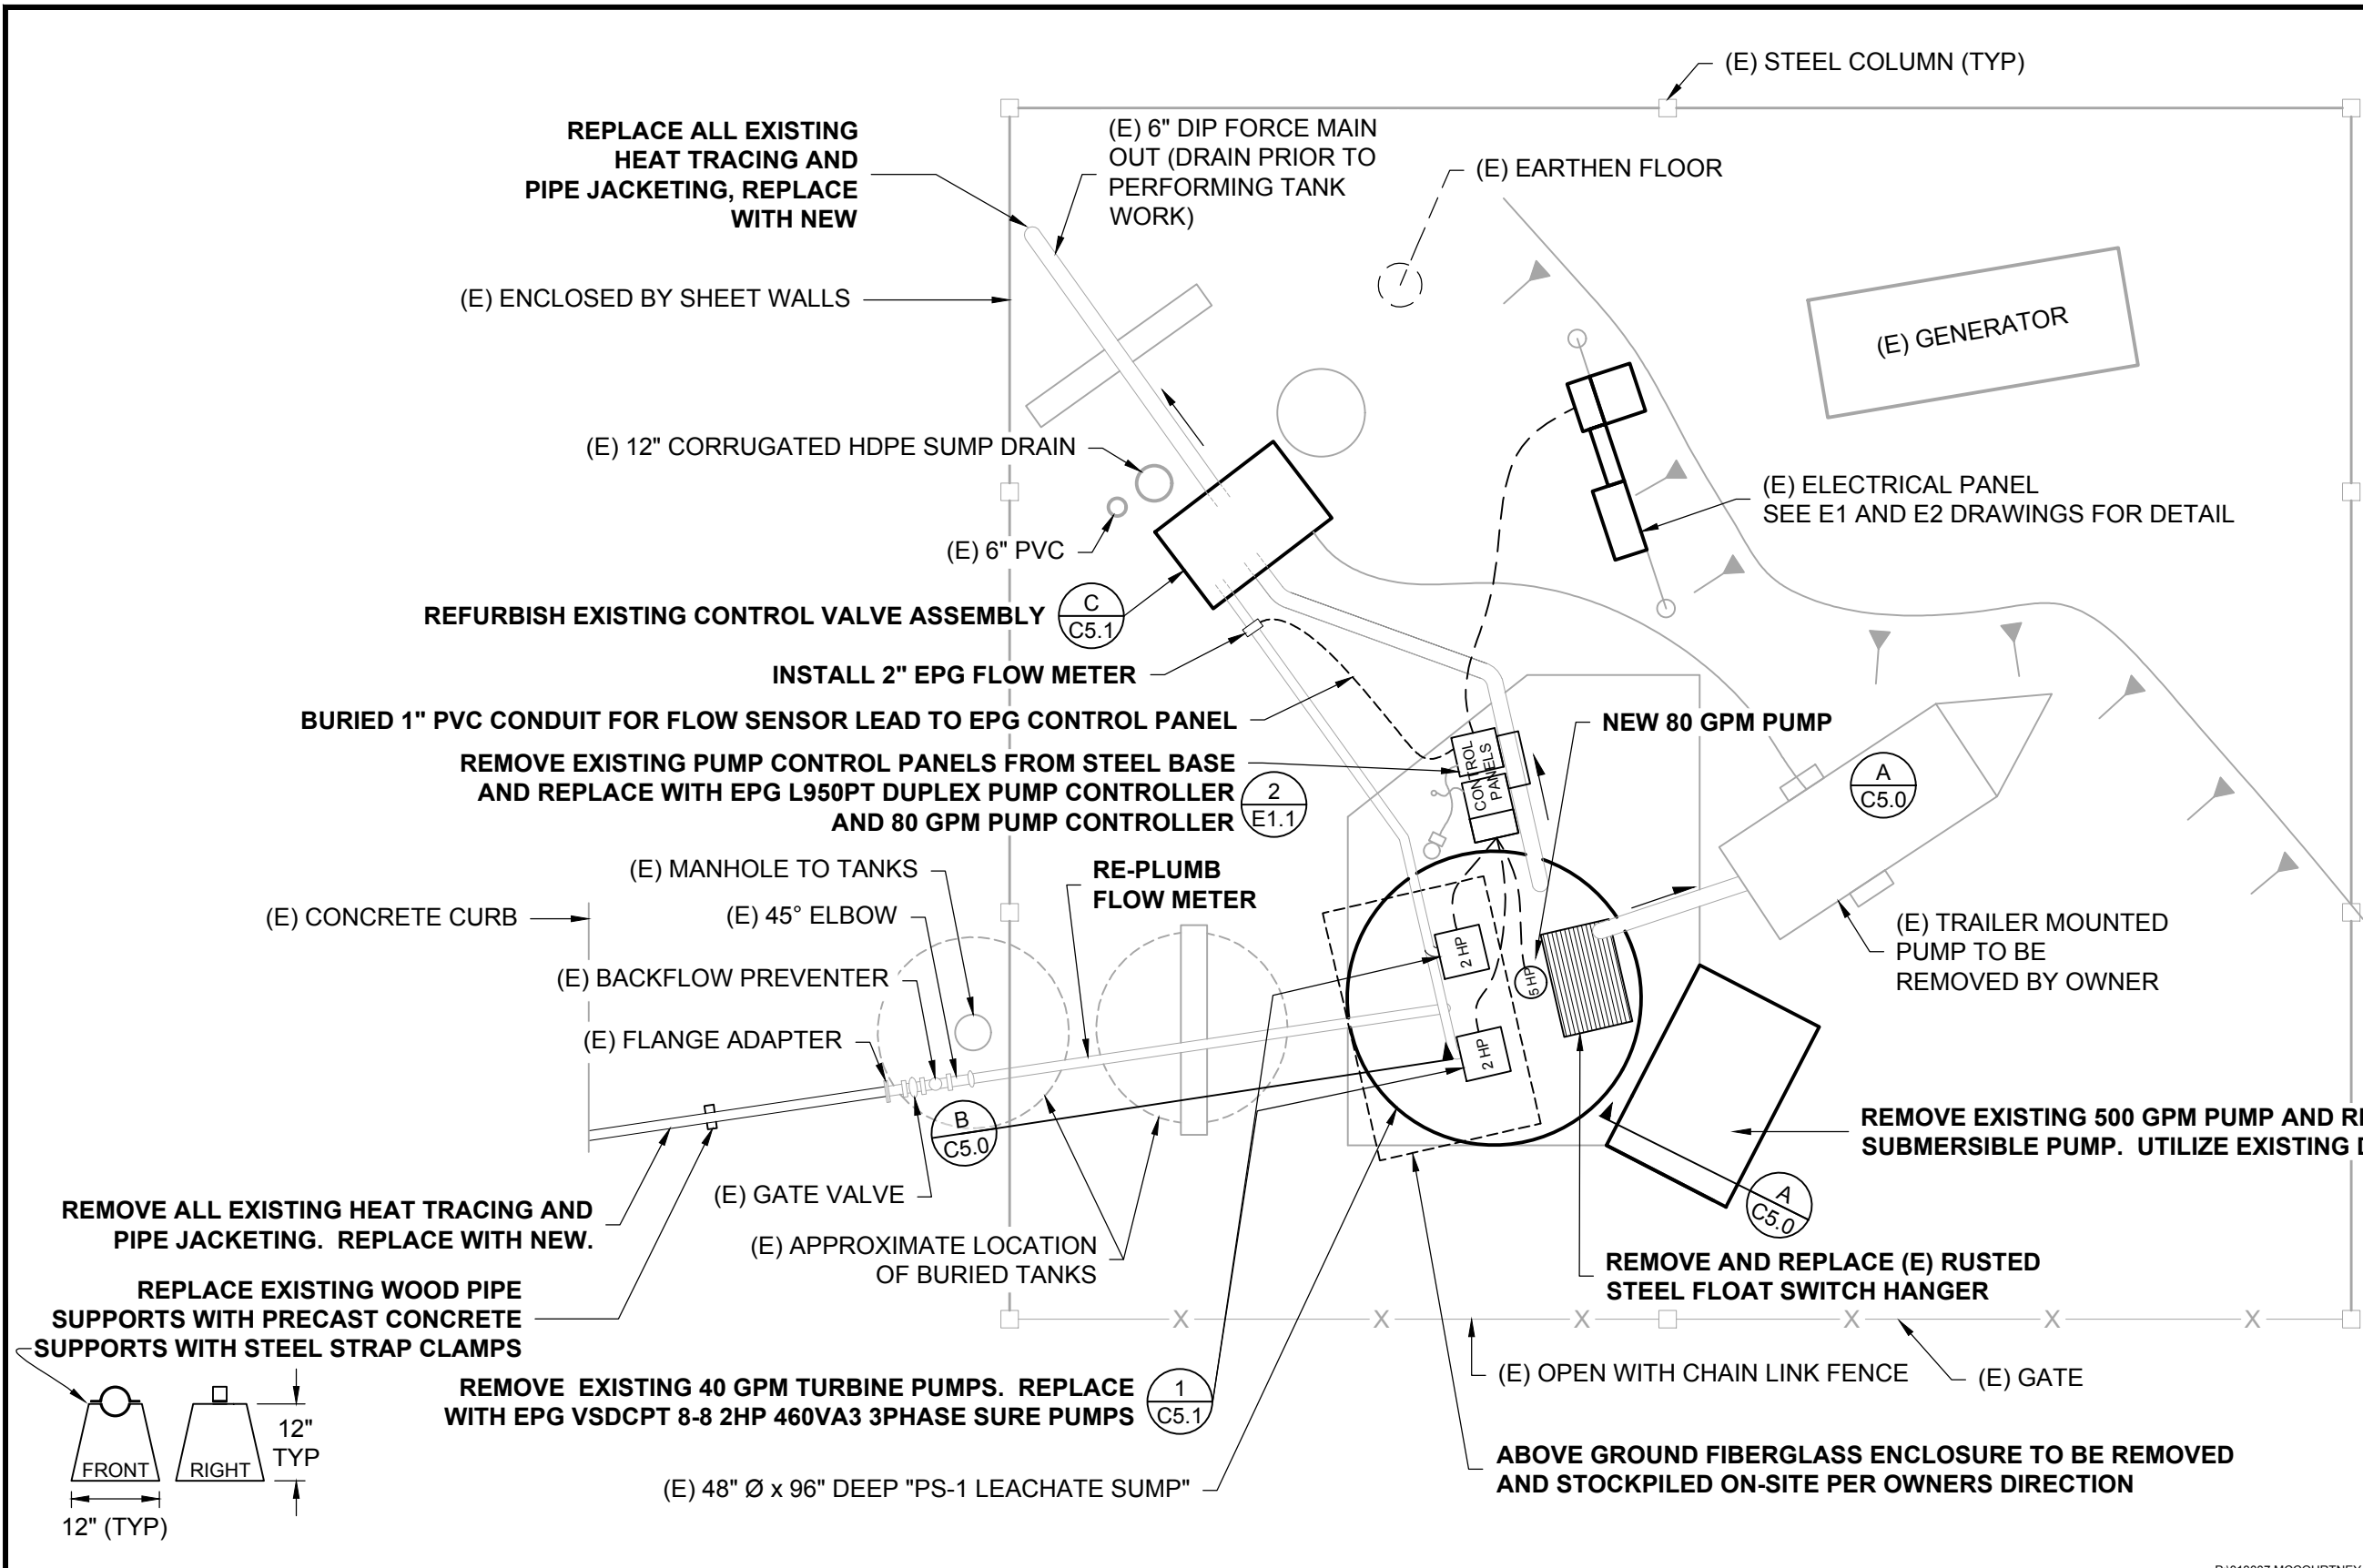 (E) STEEL COLUMN (TYP)
REPLACE ALL EXISTING
HEAT TRACING AND
PIPE JACKETING, REPLACE
WITH NEW
(E) 6" DIP FORCE MAIN
OUT (DRAIN PRIOR TO
PERFORMING TANK
WORK)
(E) EARTHEN FLOOR
(E) ENCLOSED BY SHEET WALLS
(E) GENERATOR
(E) 12" CORRUGATED HDPE SUMP DRAIN
(E) ELECTRICAL PANEL
SEE E1 AND E2 DRAWINGS FOR DETAIL
(E) 6" PVC
REFURBISH EXISTING CONTROL VALVE ASSEMBLY
C
C5.1
INSTALL 2" EPG FLOW METER
BURIED 1" PVC CONDUIT FOR FLOW SENSOR LEAD TO EPG CONTROL PANEL
NEW 80 GPM PUMP
REMOVE EXISTING PUMP CONTROL PANELS FROM STEEL BASE
AND REPLACE WITH EPG L950PT DUPLEX PUMP CONTROLLER
AND 80 GPM PUMP CONTROLLER
2
E1.1
CONTROL
PANELS
A
C5.0
(E) MANHOLE TO TANKS
RE-PLUMB
FLOW METER
(E) CONCRETE CURB
(E) 45° ELBOW
(E) TRAILER MOUNTED
PUMP TO BE
REMOVED BY OWNER
2 HP
5 HP
2 HP
(E) BACKFLOW PREVENTER
(E) FLANGE ADAPTER
B
C5.0
REMOVE EXISTING 500 GPM PUMP AND
SUBMERSIBLE PUMP. UTILIZE EXISTING
(E) GATE VALVE
A
C5.0
REMOVE ALL EXISTING HEAT TRACING AND
PIPE JACKETING. REPLACE WITH NEW.
(E) APPROXIMATE LOCATION
OF BURIED TANKS
REMOVE AND REPLACE (E) RUSTED
STEEL FLOAT SWITCH HANGER
REPLACE EXISTING WOOD PIPE
SUPPORTS WITH PRECAST CONCRETE
SUPPORTS WITH STEEL STRAP CLAMPS
X X X X X X
(E) OPEN WITH CHAIN LINK FENCE
(E) GATE
REMOVE EXISTING 40 GPM TURBINE PUMPS. REPLACE
WITH EPG VSDCPT 8-8 2HP 460VA3 3PHASE SURE PUMPS
1
C5.1
FRONT
RIGHT
12"
TYP
12" (TYP)
ABOVE GROUND FIBERGLASS ENCLOSURE TO BE REMOVED
AND STOCKPILED ON-SITE PER OWNERS DIRECTION
(E) 48" Ø x 96" DEEP "PS-1 LEACHATE SUMP"